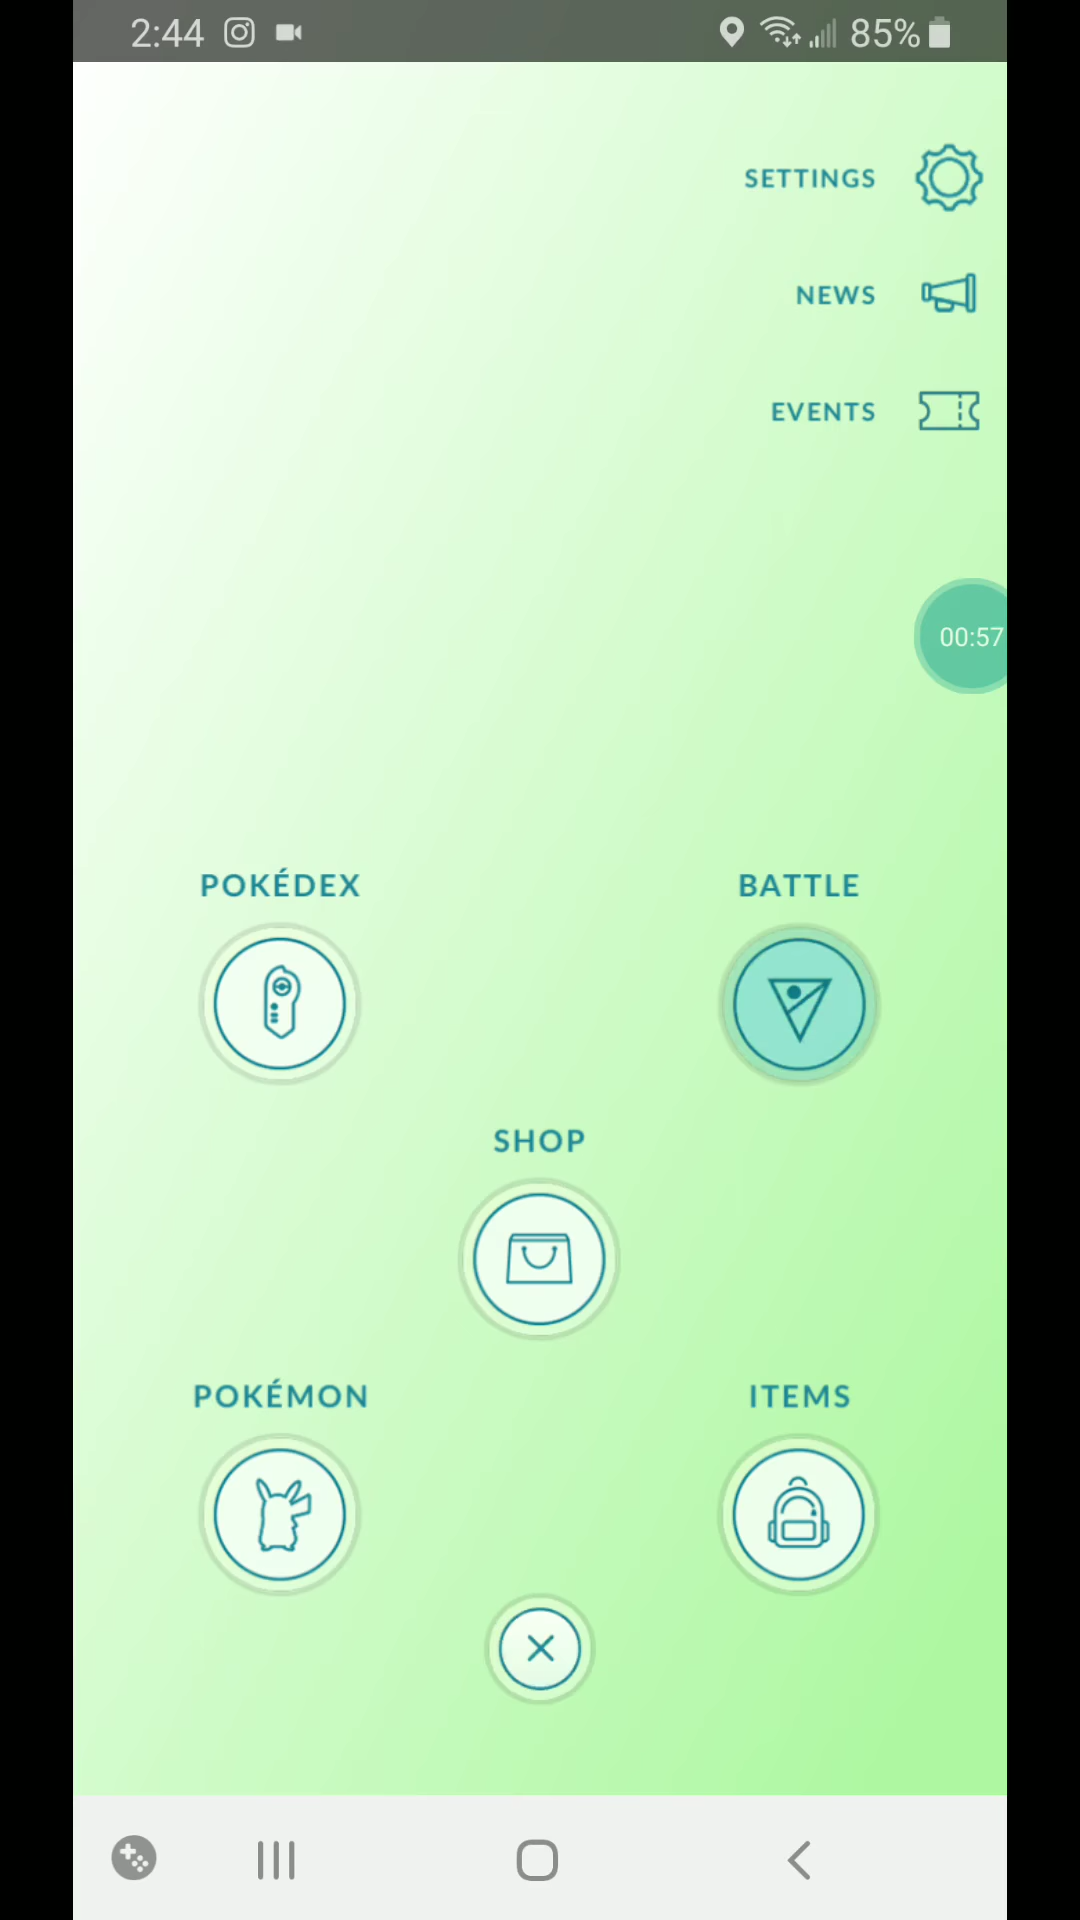 2:44 85%
SETTINGS
NEWS
EVENTS
00:57
POKÉDEX BATTLE
SHOP
POKÉMON ITEMS